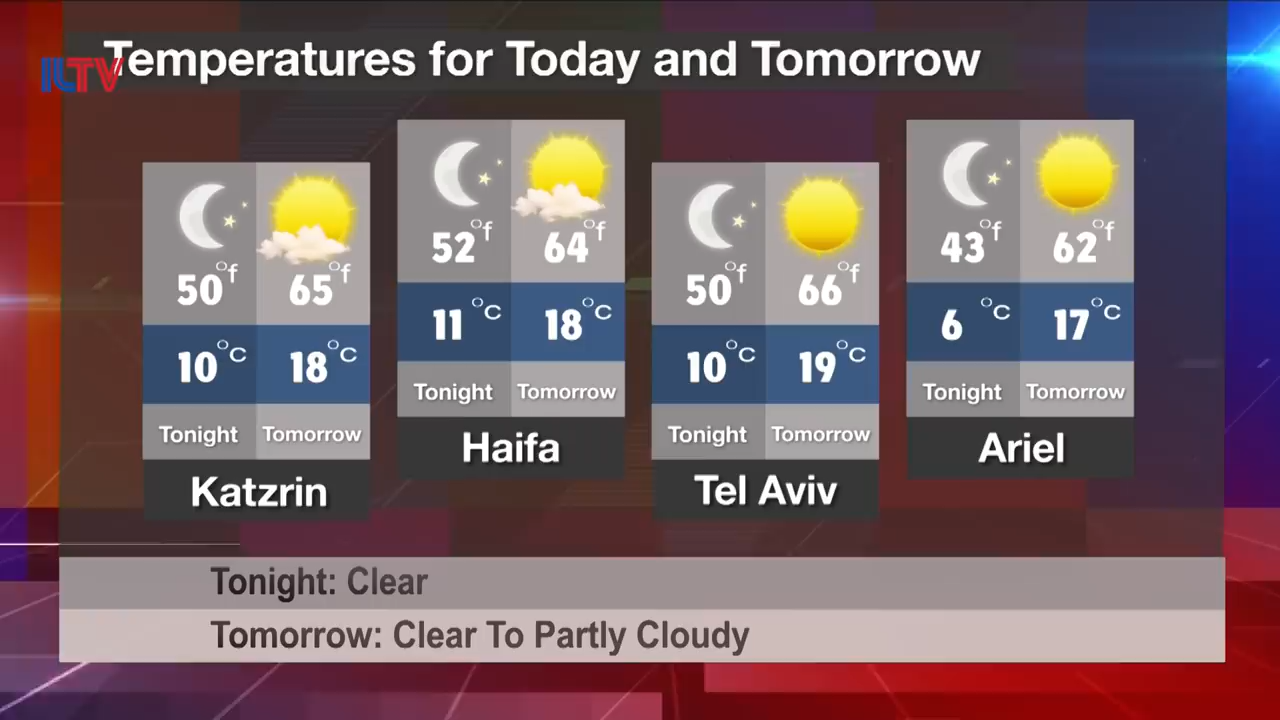 ILTV
Temperatures for Today and Tomorrow
50°f 65°f
10°C 18°C
Tonight Tomorrow
Katzrin
52°f 64°f
11°C 18°C
Tonight Tomorrow
Haifa
50°f 66°f
10°C 19°C
Tonight Tomorrow
Tel Aviv
43°f 62°f
6°C 17°C
Tonight Tomorrow
Ariel
Tonight: Clear
Tomorrow: Clear To Partly Cloudy